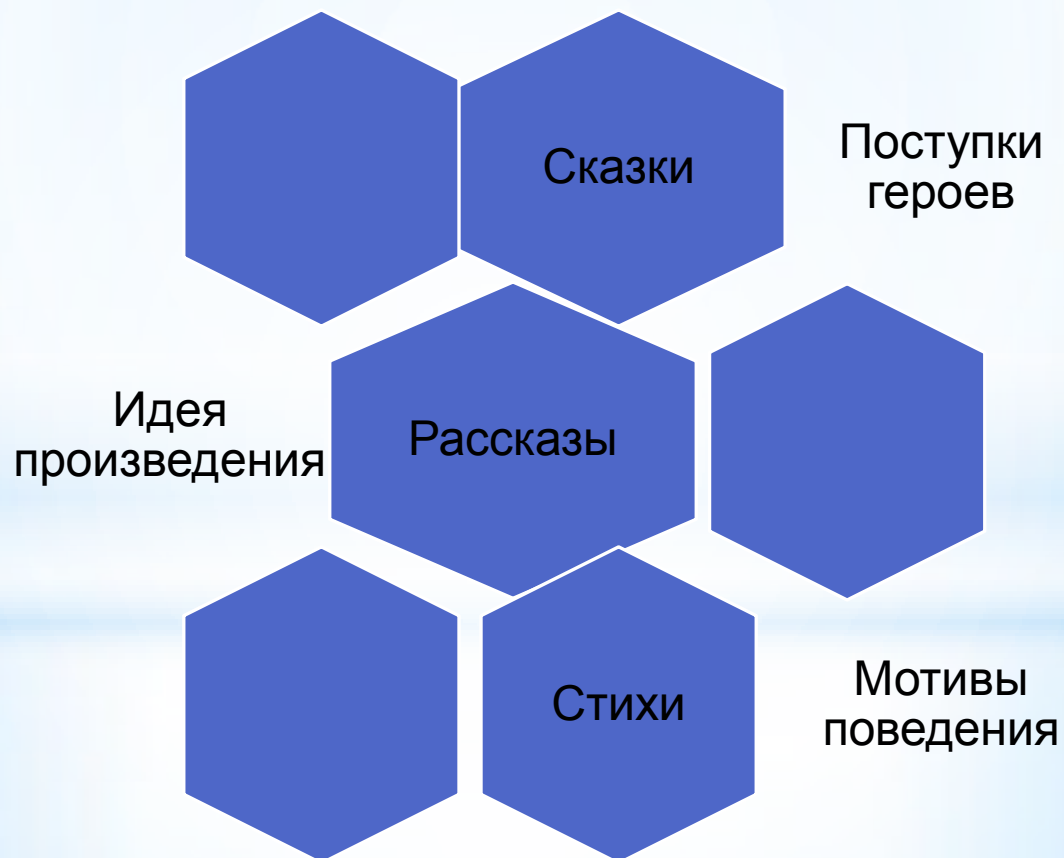 Сказки
Поступки
героев
Идея
произведения
Рассказы
Стихи
Мотивы
поведения